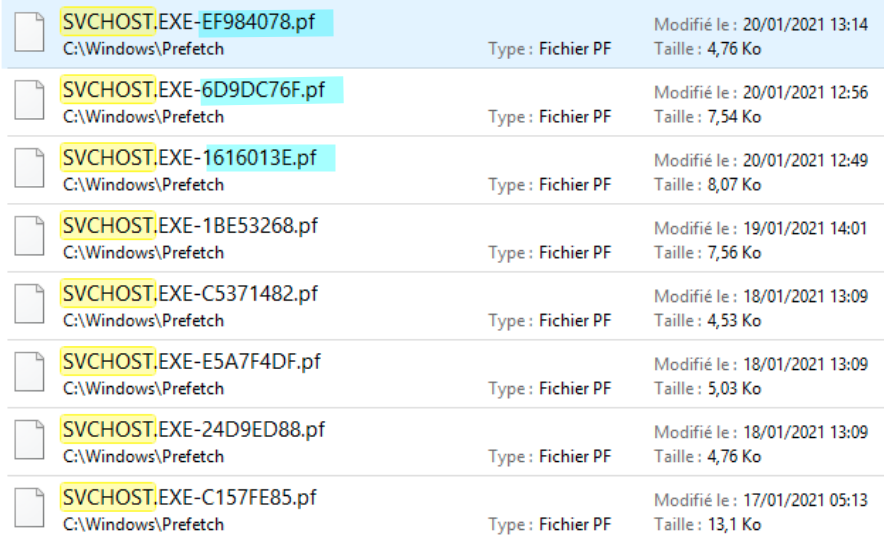 SVCHOST.EXE-EF984078.pf Modifié le : 20/01/2021 13:14
C:\Windows\Prefetch Type : Fichier PF Taille : 4,76 Ko
SVCHOST.EXE-6D9DC76F.pf Modifié le : 20/01/2021 12:56
C:\Windows\Prefetch Type : Fichier PF Taille : 7,54 Ko
SVCHOST.EXE-1616013E.pf Modifié le : 20/01/2021 12:49
C:\Windows\Prefetch Type : Fichier PF Taille : 8,07 Ko
SVCHOST.EXE-1BE53268.pf Modifié le : 19/01/2021 14:01
C:\Windows\Prefetch Type : Fichier PF Taille : 7,56 Ko
SVCHOST.EXE-C5371482.pf Modifié le : 18/01/2021 13:09
C:\Windows\Prefetch Type : Fichier PF Taille : 4,53 Ko
SVCHOST.EXE-E5A7F4DF.pf Modifié le : 18/01/2021 13:09
C:\Windows\Prefetch Type : Fichier PF Taille : 5,03 Ko
SVCHOST.EXE-24D9ED88.pf Modifié le : 18/01/2021 13:09
C:\Windows\Prefetch Type : Fichier PF Taille : 4,76 Ko
SVCHOST.EXE-C157FE85.pf Modifié le : 17/01/2021 05:13
C:\Windows\Prefetch Type : Fichier PF Taille : 13,1 Ko